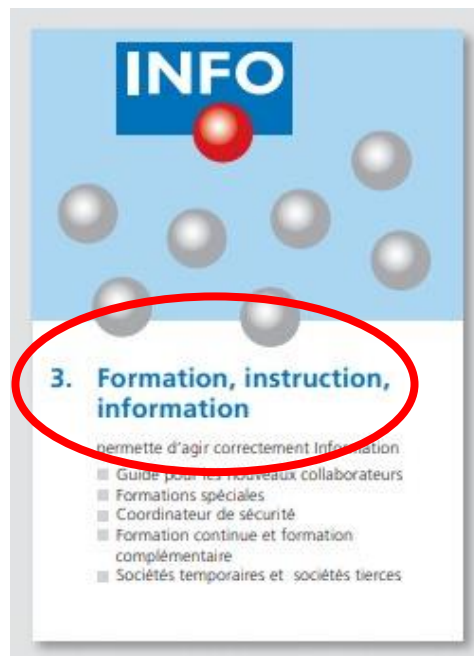 INFO
3. Formation, instruction,
information
permette d'agir correctement Information
Guide pour les nouveaux collaborateurs
Formations spéciales
Coordinateur de sécurité
Formation continue et formation
complémentaire
Sociétés temporaires et sociétés tierces